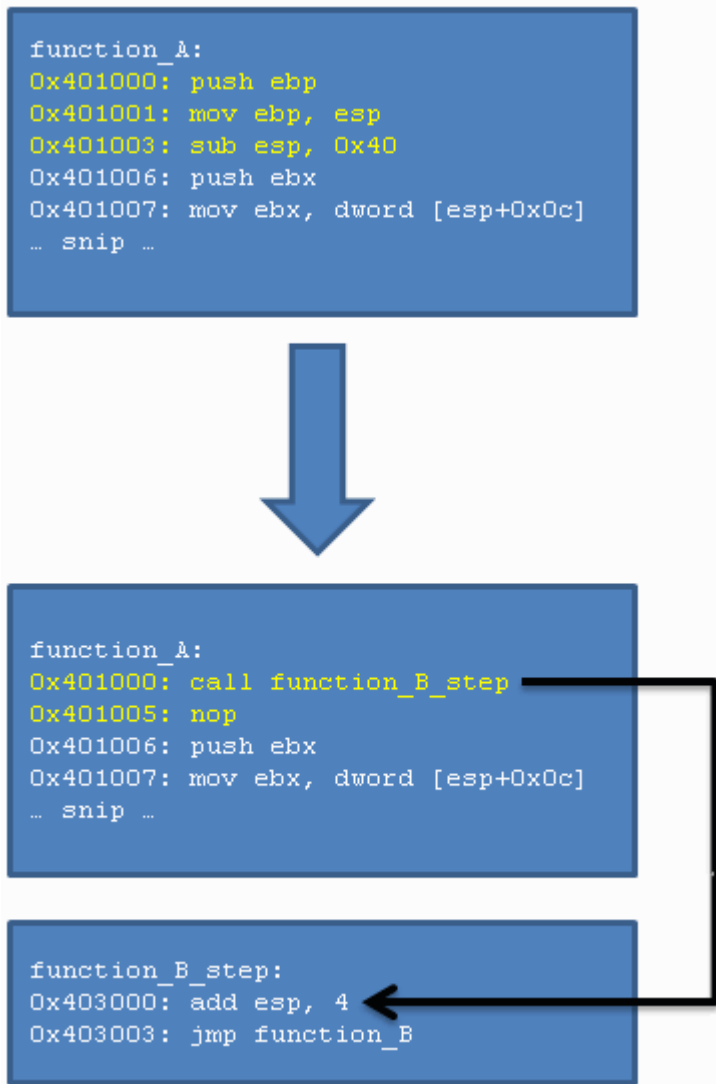 function_A:
0x401000: push ebp
0x401001: mov ebp, esp
0x401003: sub esp, 0x40
0x401006: push ebx
0x401007: mov ebx, dword [esp+0x0c]
… snip …
function_A:
0x401000: call function_B_step
0x401005: nop
0x401006: push ebx
0x401007: mov ebx, dword [esp+0x0c]
… snip …
function_B_step:
0x403000: add esp, 4
0x403003: jmp function_B